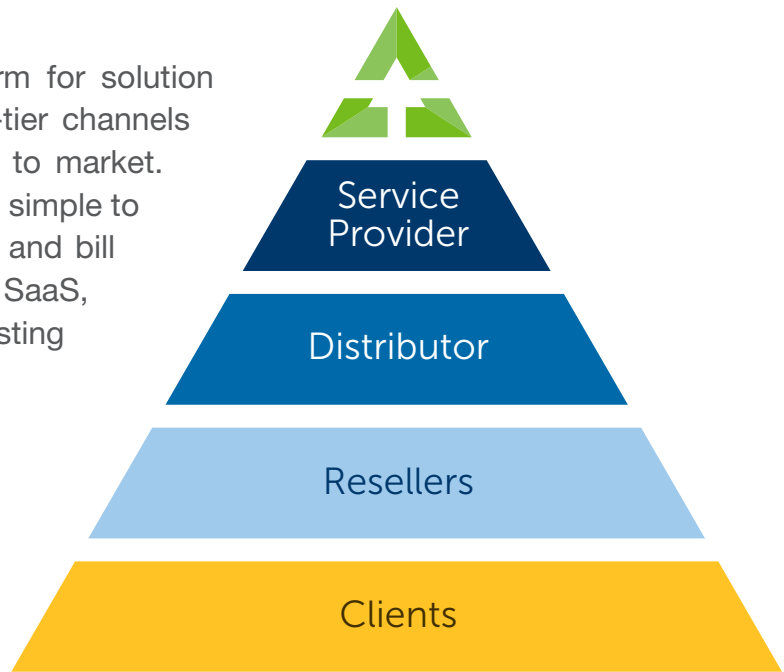 rm for solution
-tier channels
to market.
simple to
and bill
SaaS,
sting
Service
Provider
Distributor
Resellers
Clients